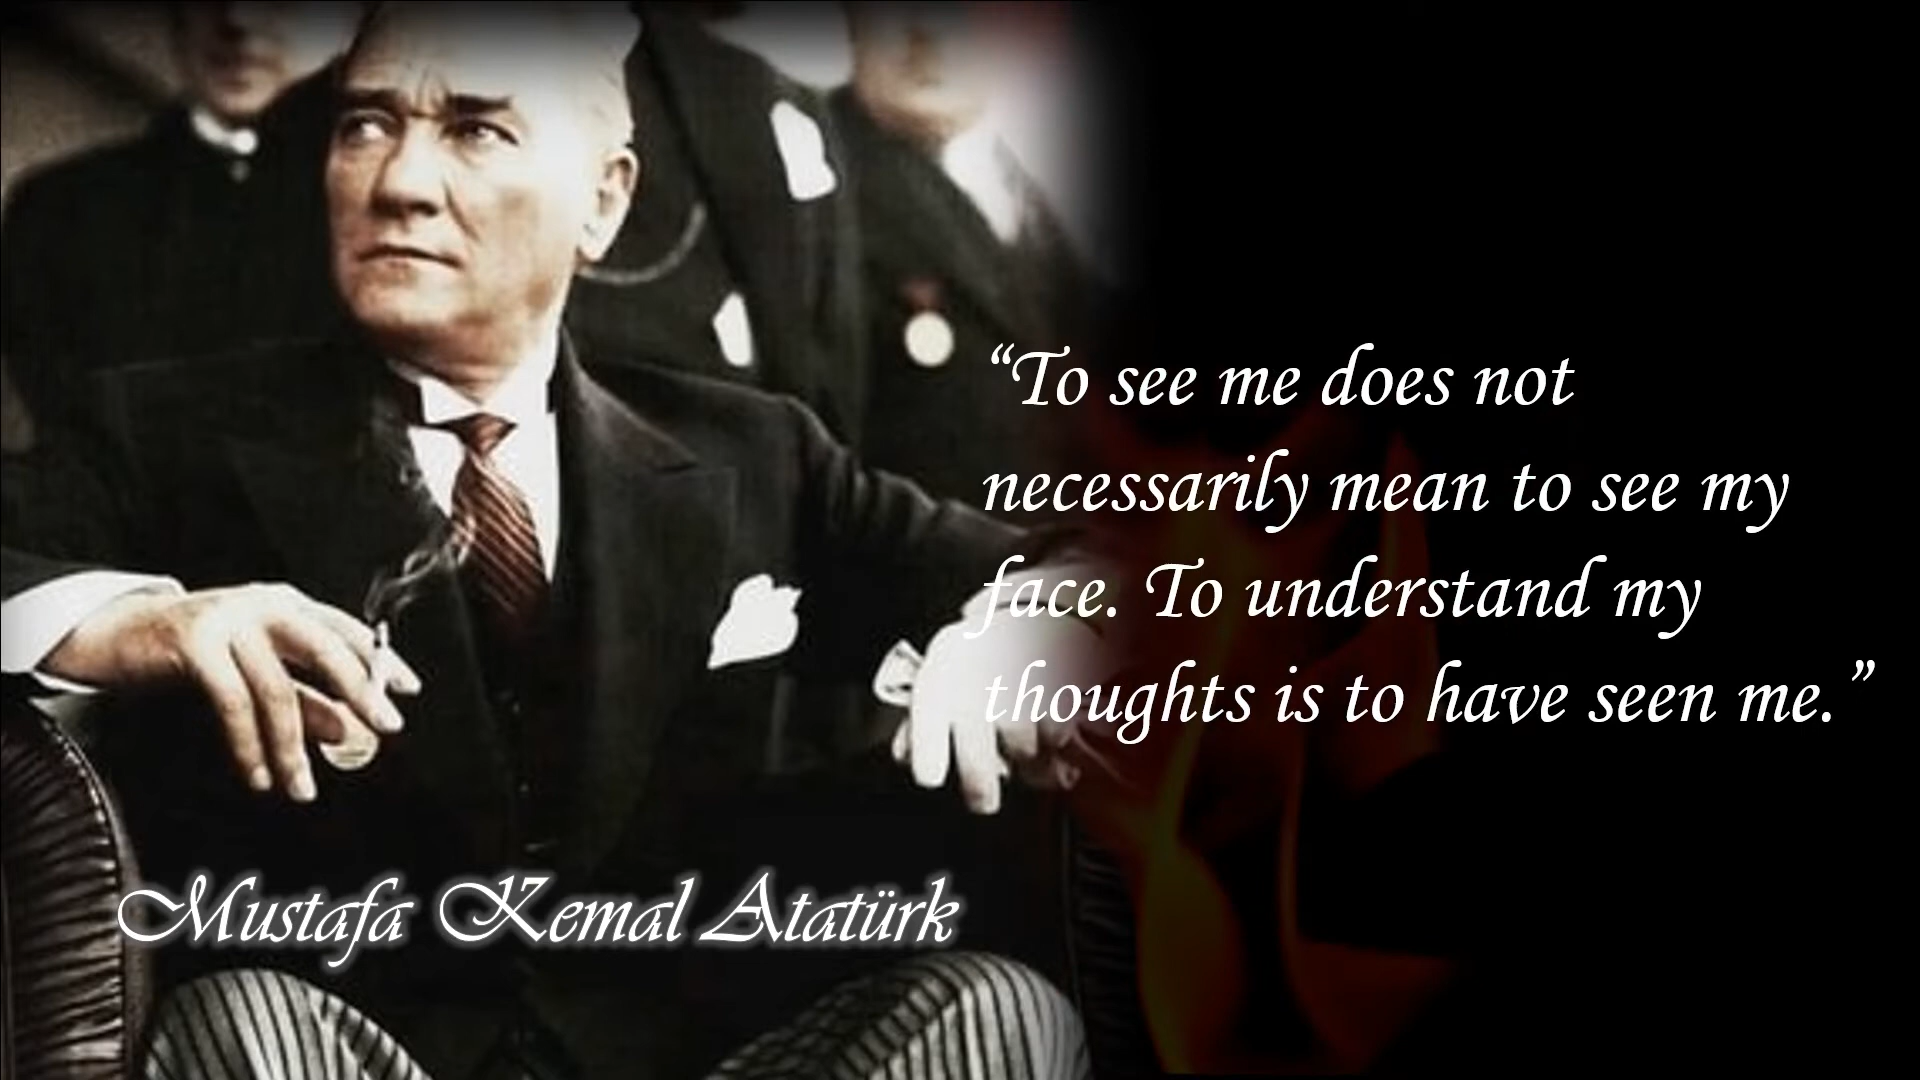 “To see me does not
necessarily mean to see my
face. To understand my
thoughts is to have seen me.”
Mustafa Kemal Atatürk